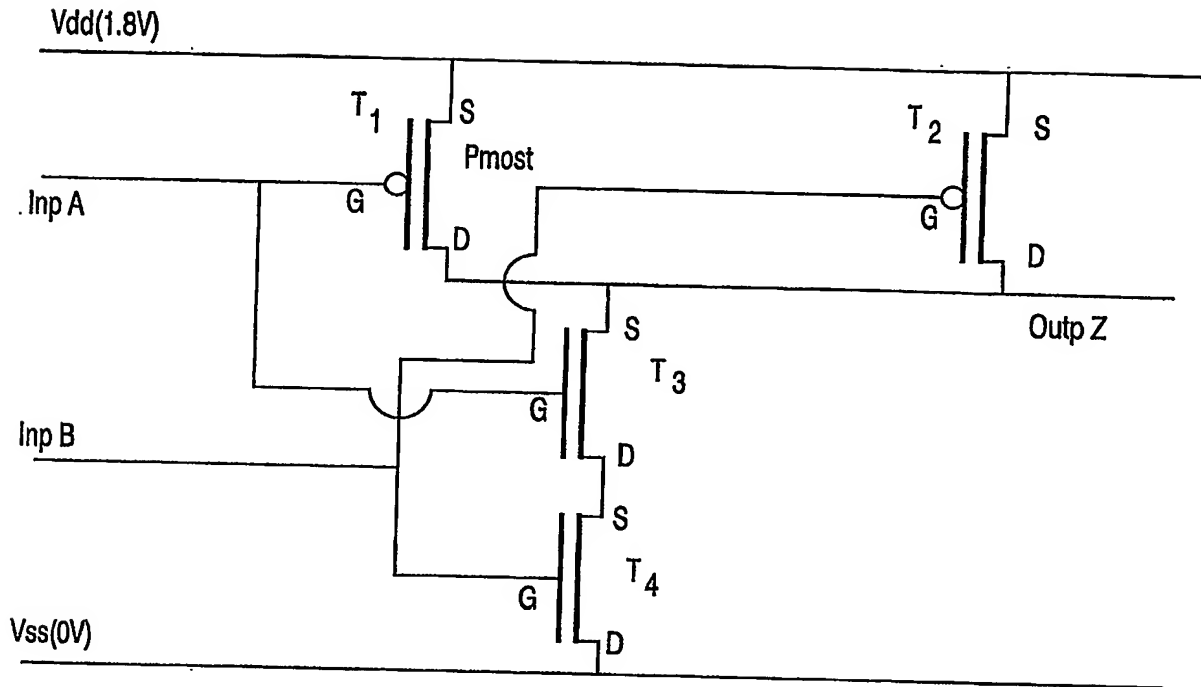 Vdd(1.8V)
T1
S
Pmost
G
D
Inp A
T2
S
G
D
Outp Z
S
T3
G
D
Inp B
S
T4
G
D
Vss(0V)